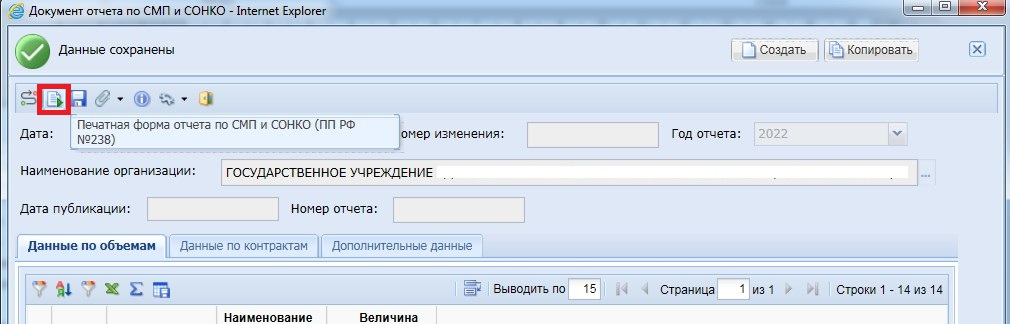 Документ отчета по СМП и СОНКО - Internet Explorer
Данные сохранены
Создать
Копировать
Печатная форма отчета по СМП и СОНКО (ПП РФ
№238)
Дата:
омер изменения:
Год отчета:
2022
Наименование организации:
ГОСУДАРСТВЕННОЕ УЧРЕЖДЕНИЕ
...
Дата публикации:
Номер отчета:
Данные по объемам
Данные по контрактам
Дополнительные данные
Выводить по 15
Страница 1 из 1
Строки 1 - 14 из 14
Наименование
Величина